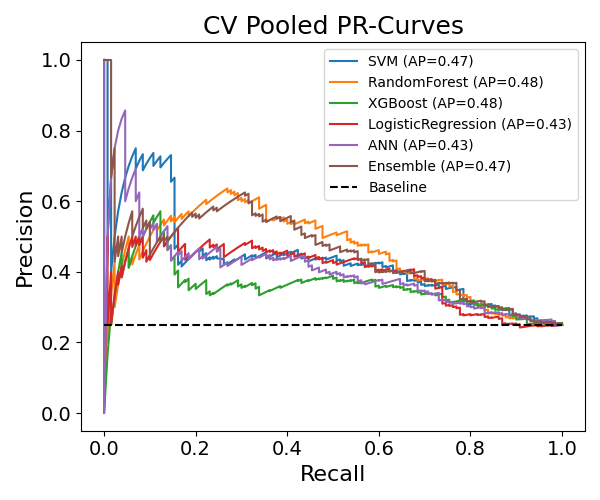 CV Pooled PR-Curves
SVM (AP=0.47)
RandomForest (AP=0.48)
XGBoost (AP=0.48)
LogisticRegression (AP=0.43)
ANN (AP=0.43)
Ensemble (AP=0.47)
Baseline
Precision
1.0
0.8
0.6
0.4
0.2
0.0
0.0 0.2 0.4 0.6 0.8 1.0
Recall